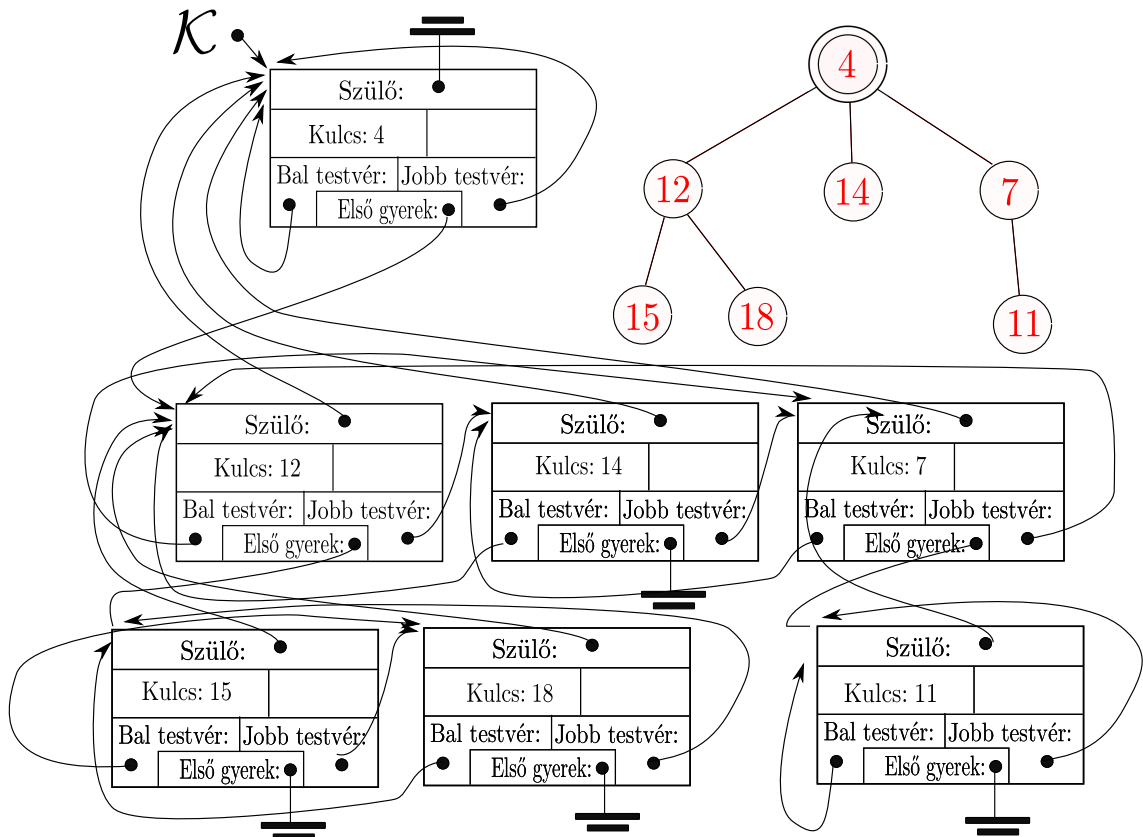 𝒦
Szülő:
Kulcs: 4
Bal testvér: Jobb testvér:
Első gyerek:
4
12 14 7
15 18 11
Szülő: Szülő: Szülő:
Kulcs: 12 Kulcs: 14 Kulcs: 7
Bal testvér: Jobb testvér: Bal testvér: Jobb testvér: Bal testvér: Jobb testvér:
Első gyerek: Első gyerek: Első gyerek:
Szülő: Szülő: Szülő:
Kulcs: 15 Kulcs: 18 Kulcs: 11
Bal testvér: Jobb testvér: Bal testvér: Jobb testvér: Bal testvér: Jobb testvér:
Első gyerek: Első gyerek: Első gyerek: